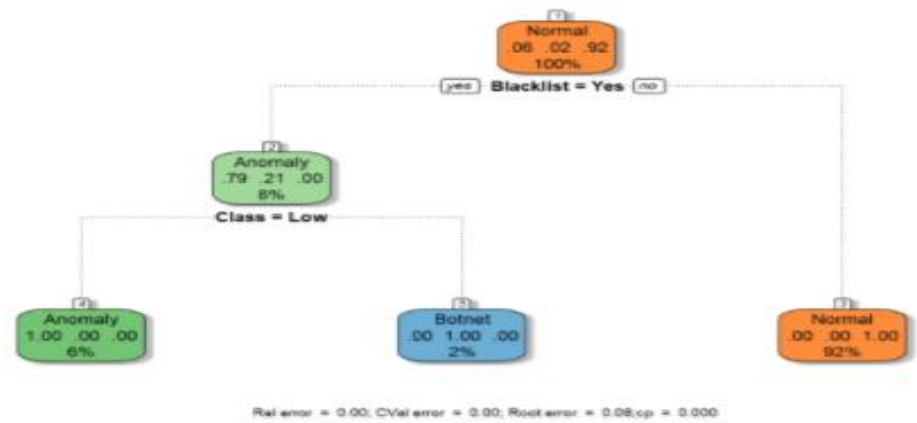 1
Normal
.06 .02 .92
100%
yes Blacklist = Yes no
2
Anomaly
.79 .21 .00
8%
Class = Low
4
Anomaly
1.00 .00 .00
6%
5
Botnet
.00 1.00 .00
2%
3
Normal
.00 .00 1.00
92%
Rel error = 0.00; CVal error = 0.00; Root error = 0.08;cp = 0.000